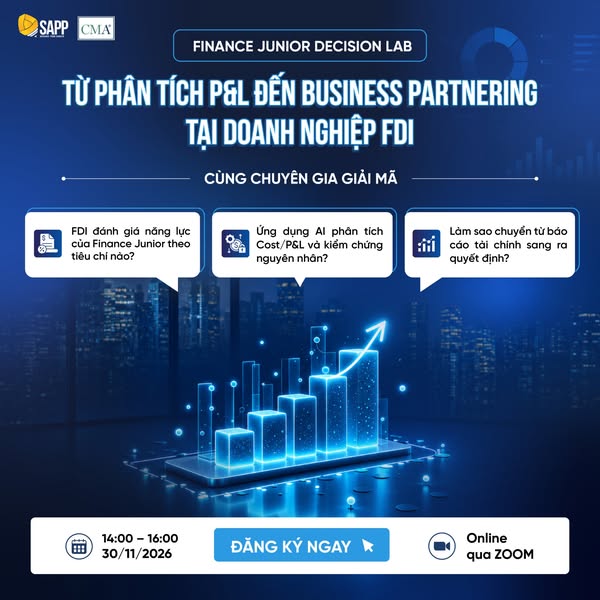 SAPP
CMA
FINANCE JUNIOR DECISION LAB
TỪ PHÂN TÍCH P&L ĐẾN BUSINESS PARTNERING
TẠI DOANH NGHIỆP FDI
CÙNG CHUYÊN GIA GIẢI MÃ
FDI đánh giá năng lực
của Finance Junior theo
tiêu chí nào?
Ứng dụng AI phân tích
Cost/P&L và kiểm chứng
nguyên nhân?
Làm sao chuyển từ báo
cáo tài chính sang ra
quyết định?
14:00 – 16:00
30/11/2026
ĐĂNG KÝ NGAY
Online
qua ZOOM